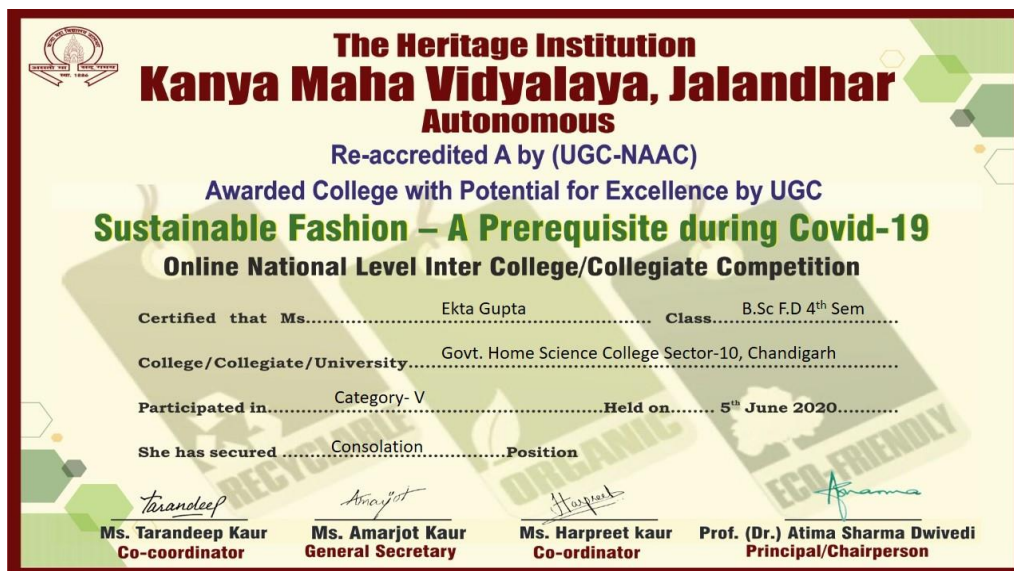 असतो मा सद् गमय
स्था. 1886
The Heritage Institution
Kanya Maha Vidyalaya, Jalandhar
Autonomous
Re-accredited A by (UGC-NAAC)
Awarded College with Potential for Excellence by UGC
Sustainable Fashion – A Prerequisite during Covid-19
Online National Level Inter College/Collegiate Competition
Certified that Ms. Ekta Gupta Class B.Sc F.D 4th Sem
College/Collegiate/University Govt. Home Science College Sector-10, Chandigarh
Participated in Category- V Held on 5th June 2020
She has secured Consolation Position
RECYCLABLE ORGANIC ECO-FRIENDLY
Tarandeep Amarjot Harpreet
Ms. Tarandeep Kaur Ms. Amarjot Kaur Ms. Harpreet kaur Prof. (Dr.) Atima Sharma Dwivedi
Co-coordinator General Secretary Co-ordinator Principal/Chairperson